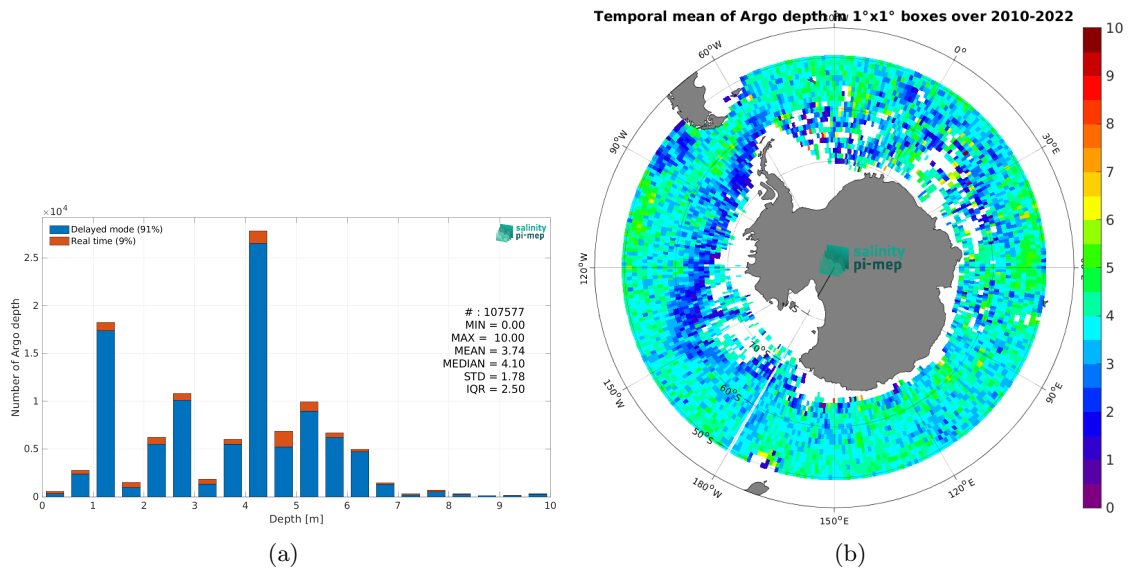 Temporal mean of Argo depth in 1°x1° boxes over 2010-2022
×10⁴
Delayed mode (91%)
Real time (9%)
salinity
pi-mep
Number of Argo depth
2.5
2
1.5
1
0.5
0
# : 107577
MIN = 0.00
MAX = 10.00
MEAN = 3.74
MEDIAN = 4.10
STD = 1.78
IQR = 2.50
0 1 2 3 4 5 6 7 8 9 10
Depth [m]
(a)
60°W
0°
30°E
90°W
120°W
150°W
180°W
150°E
120°E
90°E
50°S
60°S
70°S
salinity
pi-mep
10
9
8
7
6
5
4
3
2
1
0
(b)